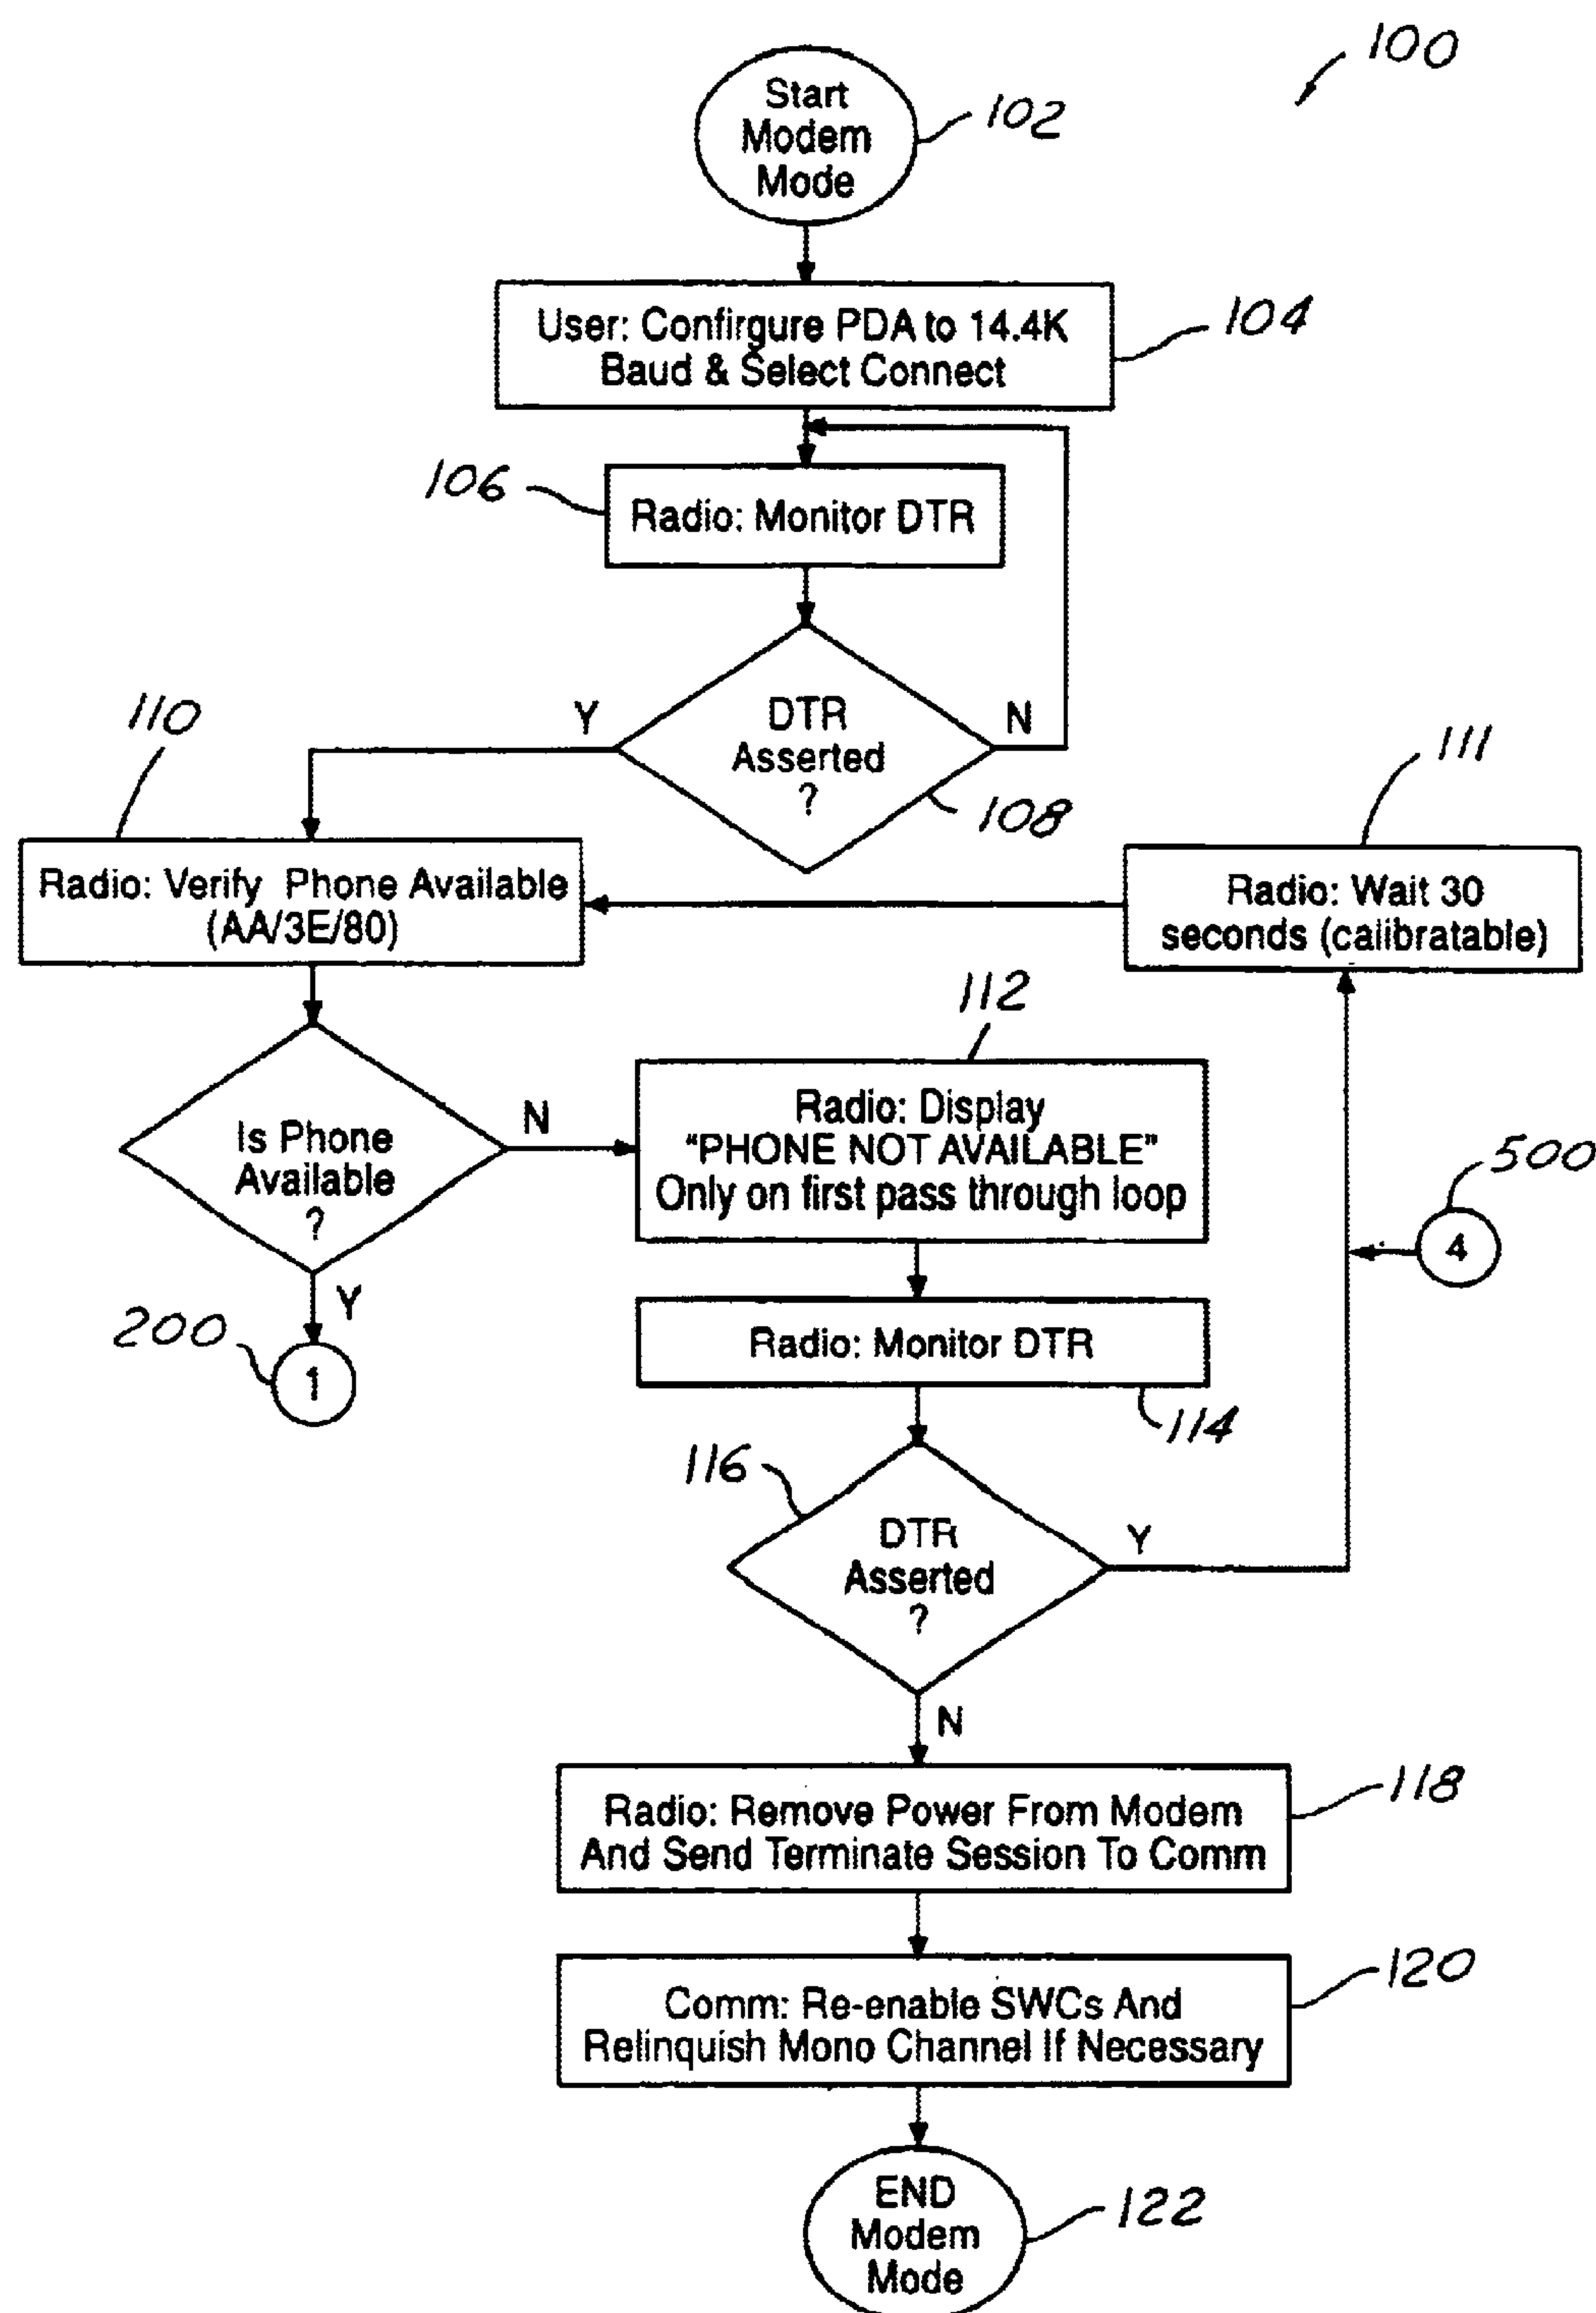 100
Start
Modem
Mode
102
User: Confirgure PDA to 14.4K
Baud & Select Connect
104
106
Radio: Monitor DTR
DTR
Asserted
?
Y
N
108
110
Radio: Verify Phone Available
(AA/3E/80)
111
Radio: Wait 30
seconds (calibratable)
Is Phone
Available
?
N
Y
112
Radio: Display
"PHONE NOT AVAILABLE"
Only on first pass through loop
500
4
200
1
Radio: Monitor DTR
114
116
DTR
Asserted
?
Y
N
Radio: Remove Power From Modem
And Send Terminate Session To Comm
118
Comm: Re-enable SWCs And
Relinquish Mono Channel If Necessary
120
END
Modem
Mode
122